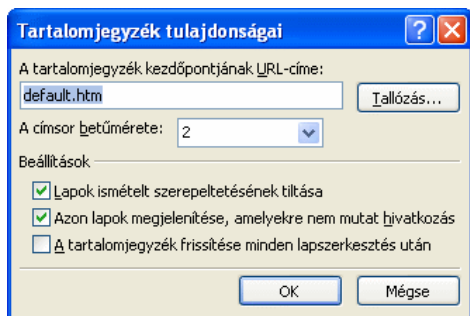 Tartalomjegyzék tulajdonságai
A tartalomjegyzék kezdőpontjának URL-címe:
default.htm
Tallózás...
A címsor betűmérete:
2
Beállítások
Lapok ismételt szerepeltetésének tiltása
Azon lapok megjelenítése, amelyekre nem mutat hivatkozás
A tartalomjegyzék frissítése minden lapszerkesztés után
OK
Mégse